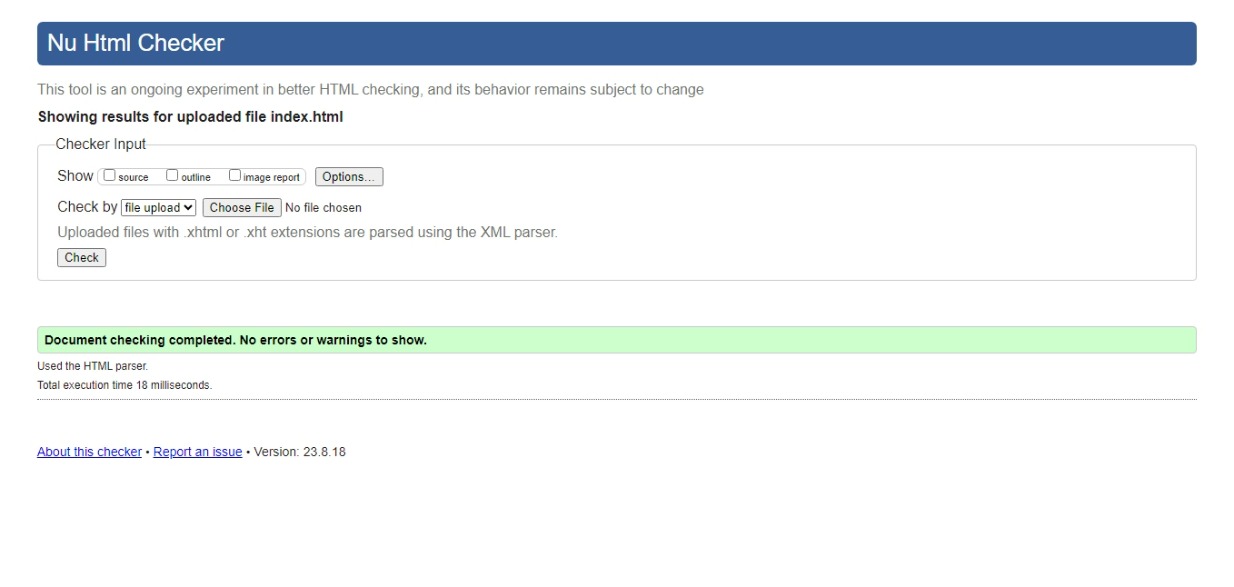 Nu Html Checker
This tool is an ongoing experiment in better HTML checking, and its behavior remains subject to change
Showing results for uploaded file index.html
Checker Input
Show source outline image report Options...
Check by file upload Choose File No file chosen
Uploaded files with .xhtml or .xht extensions are parsed using the XML parser.
Check
Document checking completed. No errors or warnings to show.
Used the HTML parser.
Total execution time 18 milliseconds.
About this checker • Report an issue • Version: 23.8.18